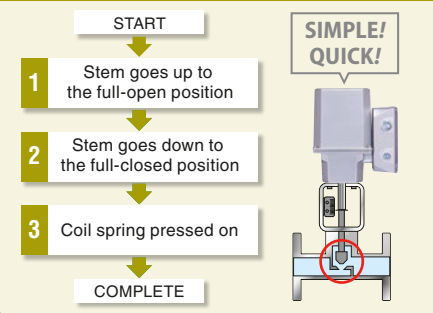 START
1
Stem goes up to
the full-open position
2
Stem goes down to
the full-closed position
3
Coil spring pressed on
COMPLETE
SIMPLE!
QUICK!